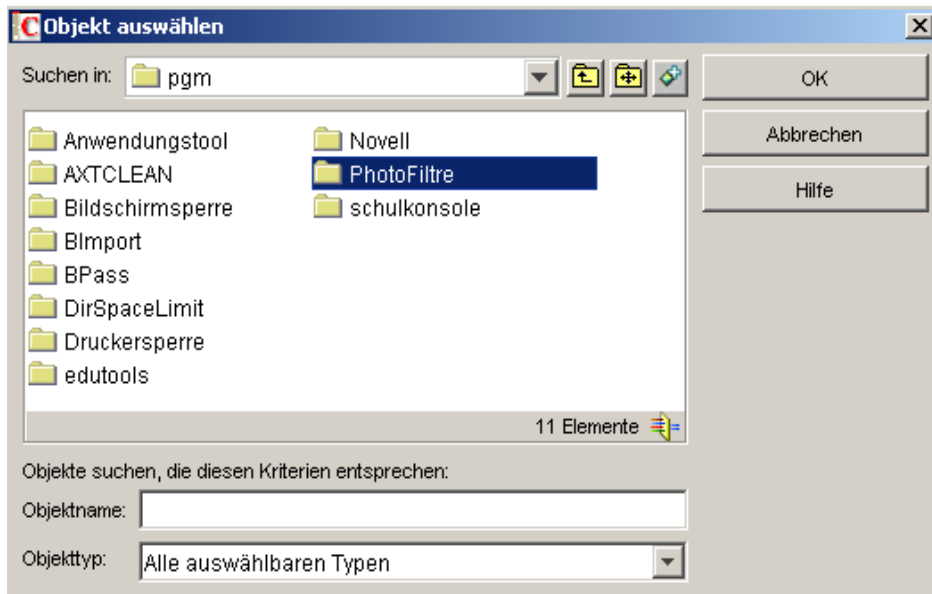 Objekt auswählen
Suchen in: pgm
OK
Abbrechen
Hilfe
Anwendungstool
AXTCLEAN
Bildschirmsperre
BImport
BPass
DirSpaceLimit
Druckersperre
edutools
Novell
PhotoFiltre
schulkonsole
11 Elemente
Objekte suchen, die diesen Kriterien entsprechen:
Objektname:
Objekttyp: Alle auswählbaren Typen